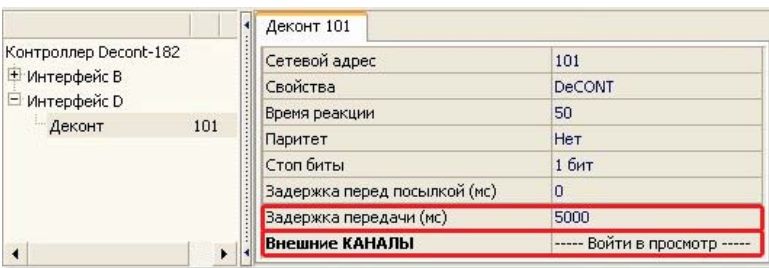 Контроллер Decont-182
Интерфейс B
Интерфейс D
Деконт 101
Деконт 101
Сетевой адрес 101
Свойства DeCONT
Время реакции 50
Паритет Нет
Стоп биты 1 бит
Задержка перед посылкой (мс) 0
Задержка передачи (мс) 5000
Внешние КАНАЛЫ ----- Войти в просмотр -----